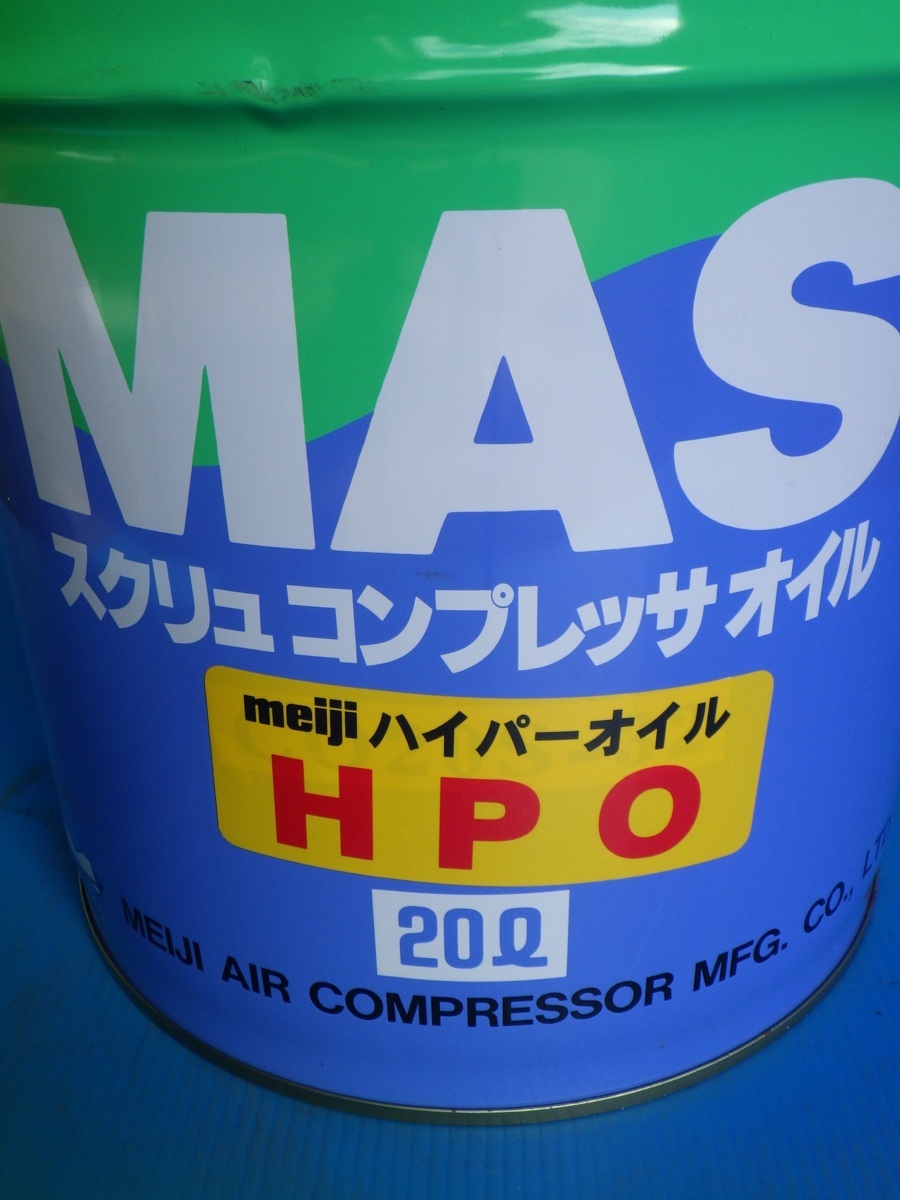 MAS
スクリュ コンプレッサ オイル
meiji ハイパーオイル
HPO
20ℓ
MEIJI AIR COMPRESSOR MFG. CO., LTD